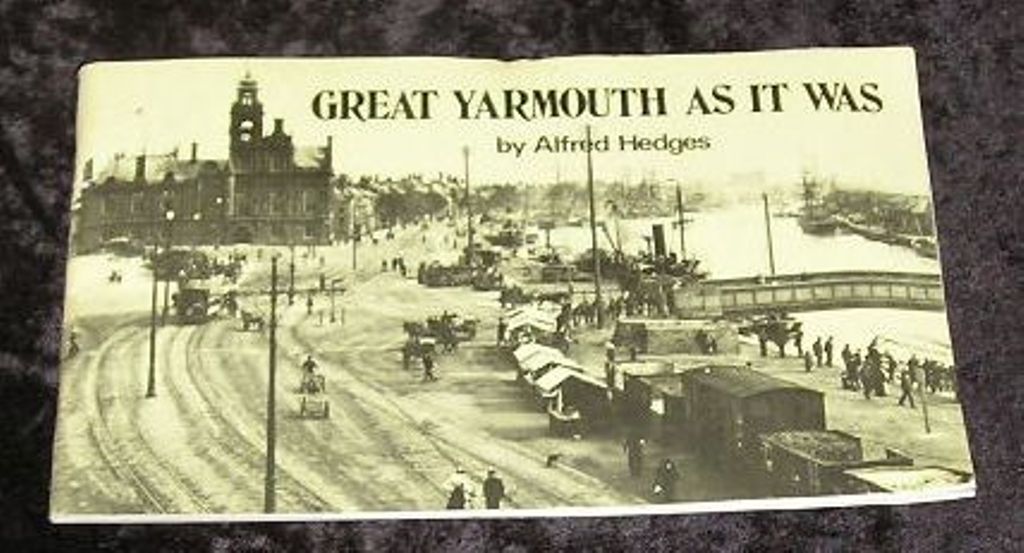 GREAT YARMOUTH AS IT WAS
by Alfred Hedges